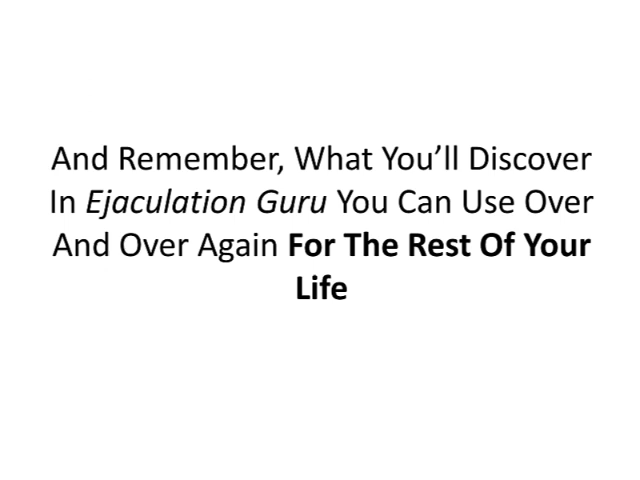 And Remember, What You’ll Discover
In Ejaculation Guru You Can Use Over
And Over Again For The Rest Of Your
Life